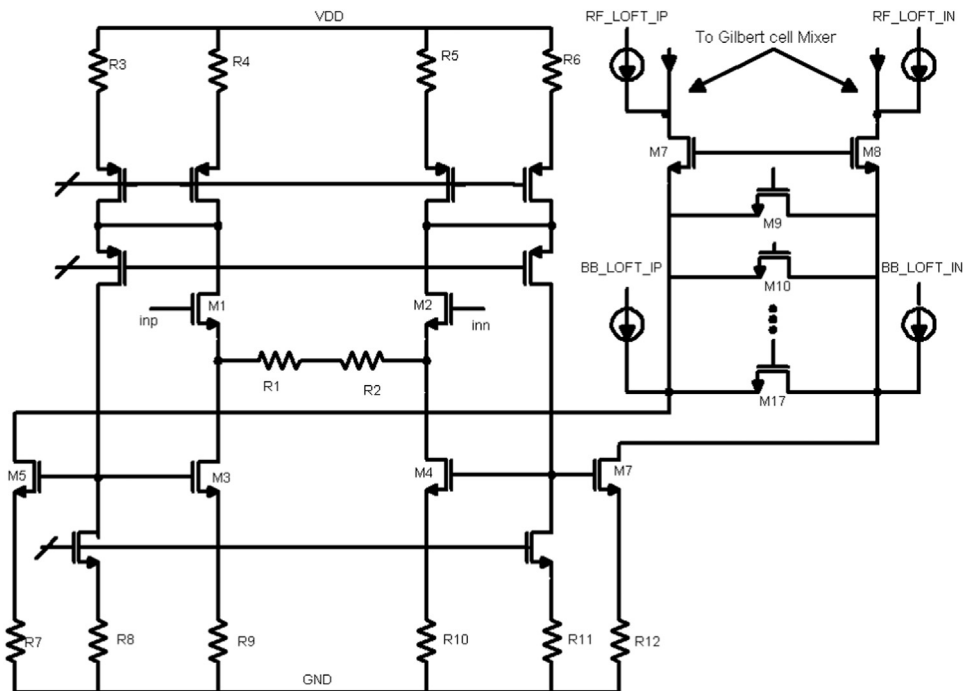 VDD
RF_LOFT_IP
RF_LOFT_IN
To Gilbert cell Mixer
R3
R4
R5
R6
M7
M8
M9
BB_LOFT_IP
M10
BB_LOFT_IN
M1
M2
inp
inn
R1
R2
M17
M5
M3
M4
M7
R7
R8
R9
R10
R11
R12
GND